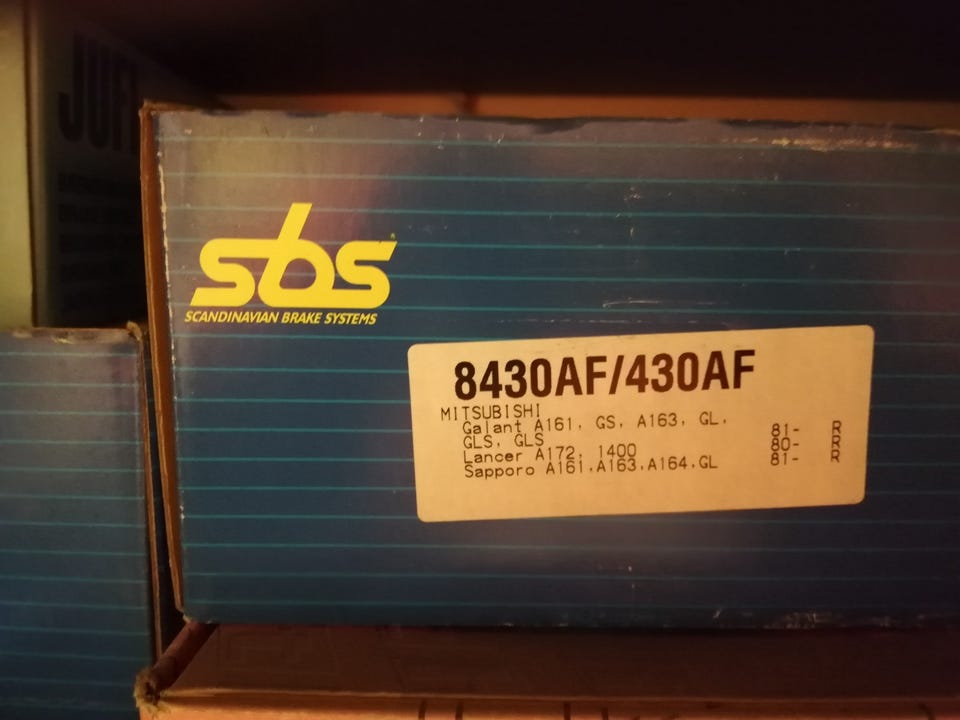 JURI
sbs
SCANDINAVIAN BRAKE SYSTEMS
8430AF/430AF
MITSUBISHI
Galant A161, GS, A163, GL,
GLS, GLS 81- R
Lancer A172, 1400 80- R
Sapporo A161,A163,A164,GL 81- R